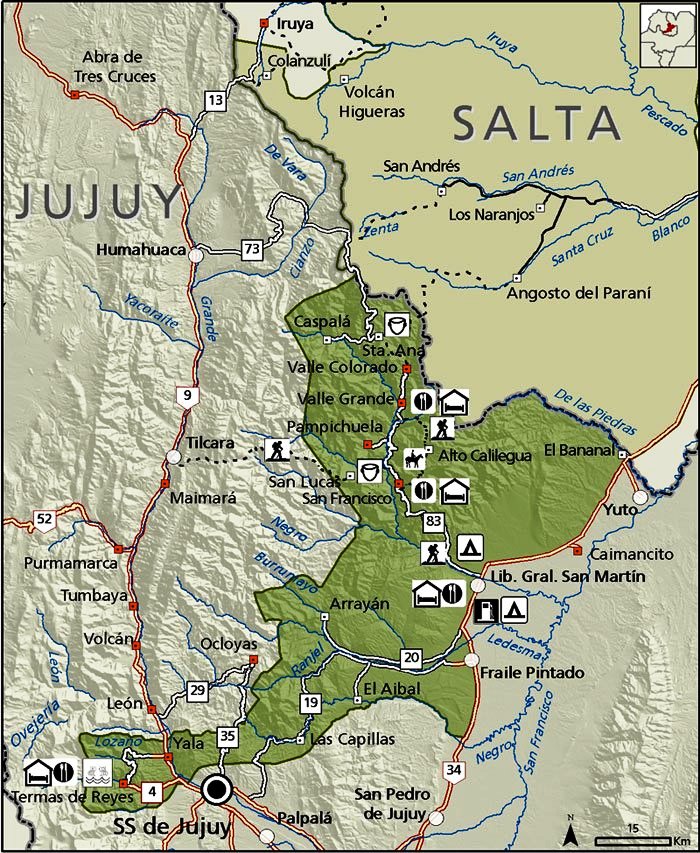 Iruya
Abra de
Tres Cruces
Colanzulí
Iruya
13
Volcán
Higueras
Pescado
SALTA
De Vara
San Andrés
San Andrés
JUJUY
Los Naranjos
Zenta
Santa Cruz
Blanco
Humahuaca
73
Cianzo
Angosto del Paraní
Yacoraite
Grande
Caspalá
Sta. Ana
Valle Colorado
9
Valle Grande
De las Piedras
Pampichuela
Tilcara
Alto Calilegua
El Bananal
San Lucas
Maimará
San Francisco
Yuto
52
Negro
83
Purmamarca
Caimancito
Burrumayo
Lib. Gral. San Martín
Tumbaya
Arrayán
Volcán
Ocloyas
Ledesma
León
Ranjel
20
Fraile Pintado
29
El Aibal
León
19
San Francisco
Ovejería
35
Las Capillas
Lozano
Yala
Negro
34
Termas de Reyes
4
San Pedro
de Jujuy
SS de Jujuy
Palpalá
N
15
Km